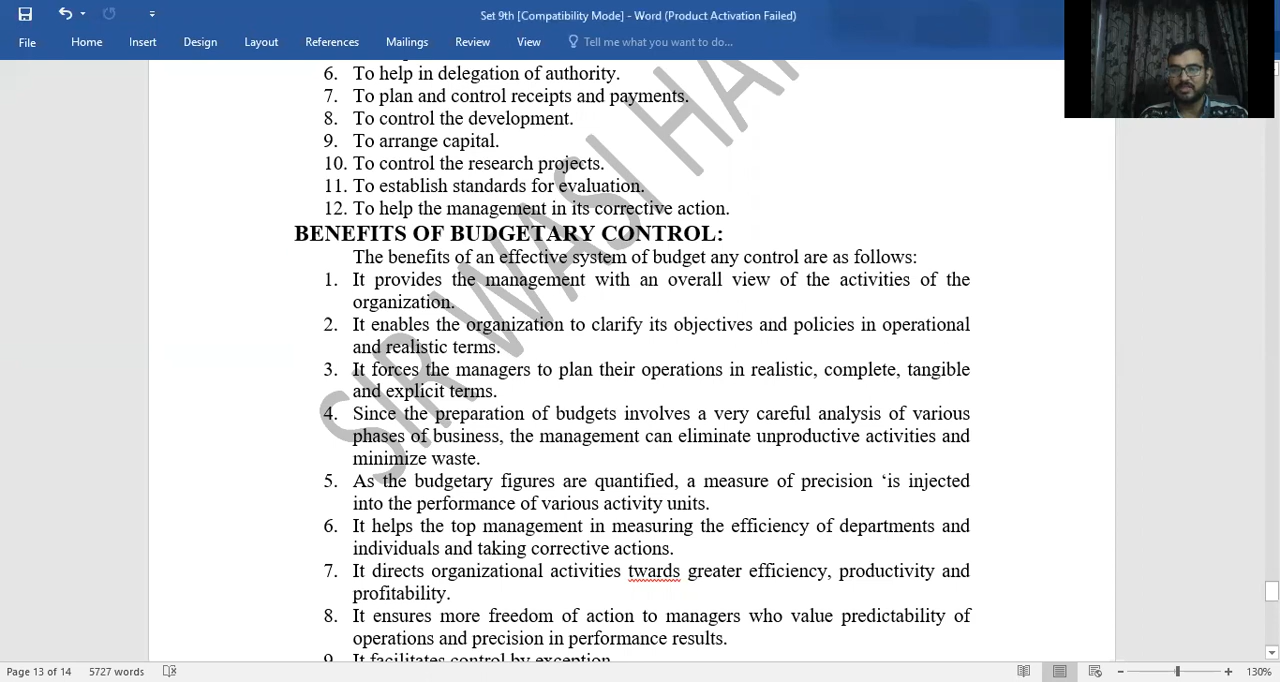 Set 9th [Compatibility Mode] - Word (Product Activation Failed)
File Home Insert Design Layout References Mailings Review View Tell me what you want to do...
6. To help in delegation of authority.
7. To plan and control receipts and payments.
8. To control the development.
9. To arrange capital.
10. To control the research projects.
11. To establish standards for evaluation.
12. To help the management in its corrective action.
BENEFITS OF BUDGETARY CONTROL:
The benefits of an effective system of budget any control are as follows:
1. It provides the management with an overall view of the activities of the
organization.
2. It enables the organization to clarify its objectives and policies in operational
and realistic terms.
3. It forces the managers to plan their operations in realistic, complete, tangible
and explicit terms.
4. Since the preparation of budgets involves a very careful analysis of various
phases of business, the management can eliminate unproductive activities and
minimize waste.
5. As the budgetary figures are quantified, a measure of precision ‘is injected
into the performance of various activity units.
6. It helps the top management in measuring the efficiency of departments and
individuals and taking corrective actions.
7. It directs organizational activities twards greater efficiency, productivity and
profitability.
8. It ensures more freedom of action to managers who value predictability of
operations and precision in performance results.
9. It facilitates control by exception.
SIR WASI
Page 13 of 14 5727 words 130%